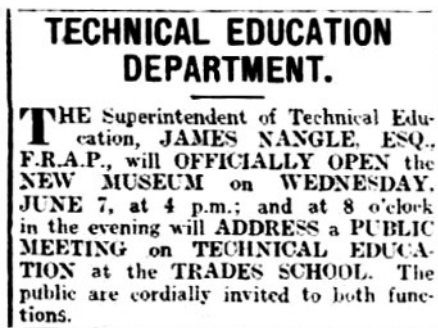 TECHNICAL EDUCATION
DEPARTMENT.
THE Superintendent of Technical Edu-
cation, JAMES NANGLE, ESQ.,
F.R.A.P., will OFFICIALLY OPEN the
NEW MUSEUM on WEDNESDAY,
JUNE 7, at 4 p.m.; and at 8 o'clock
in the evening will ADDRESS a PUBLIC
MEETING on TECHNICAL EDUCA-
TION at the TRADES SCHOOL. The
public are cordially invited to both func-
tions.